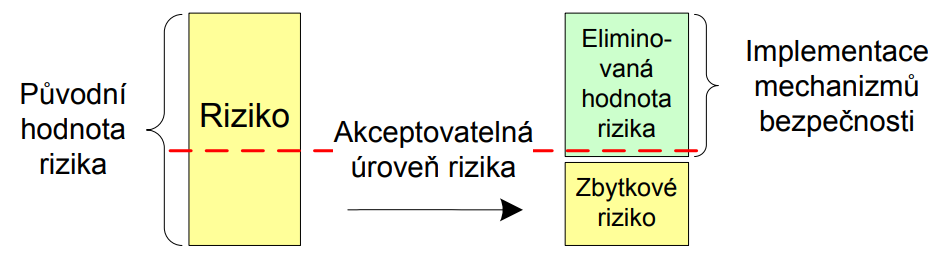 Původní
hodnota
rizika
Riziko
Akceptovatelná
úroveň rizika
Elimino-
vaná
hodnota
rizika
Zbytkové
riziko
Implementace
mechanizmů
bezpečnosti